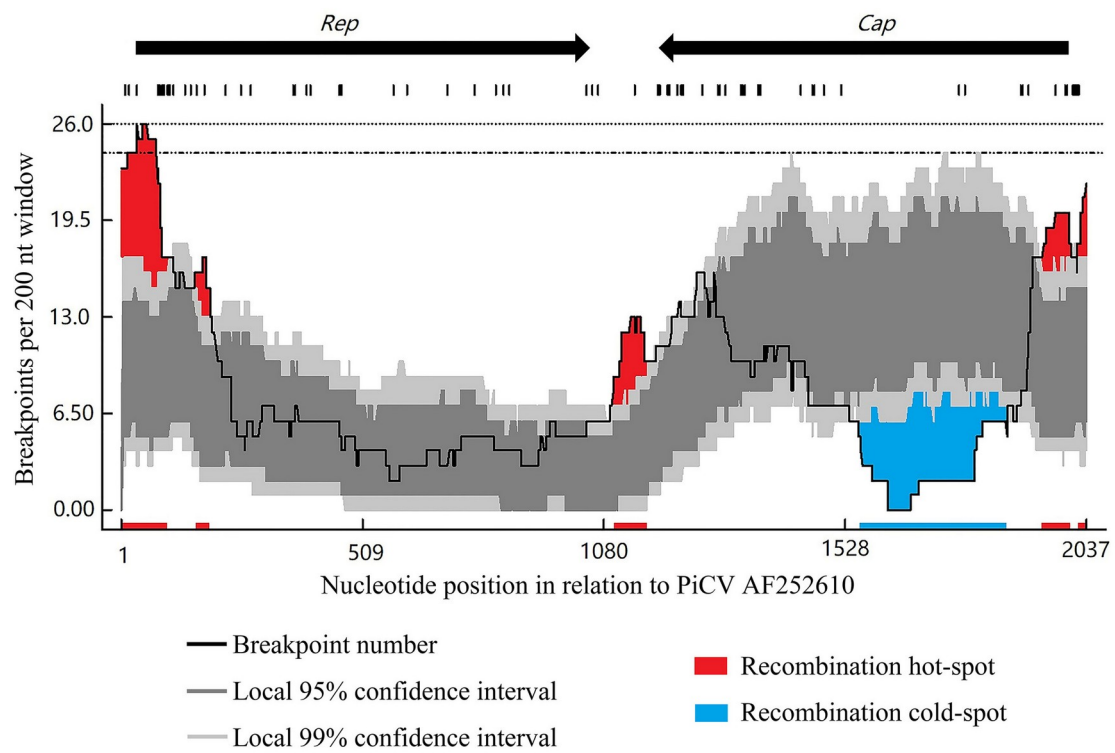 Rep Cap
26.0
19.5
13.0
6.50
0.00
Breakpoints per 200 nt window
1 509 1080 1528 2037
Nucleotide position in relation to PiCV AF252610
Breakpoint number
Local 95% confidence interval
Local 99% confidence interval
Recombination hot-spot
Recombination cold-spot